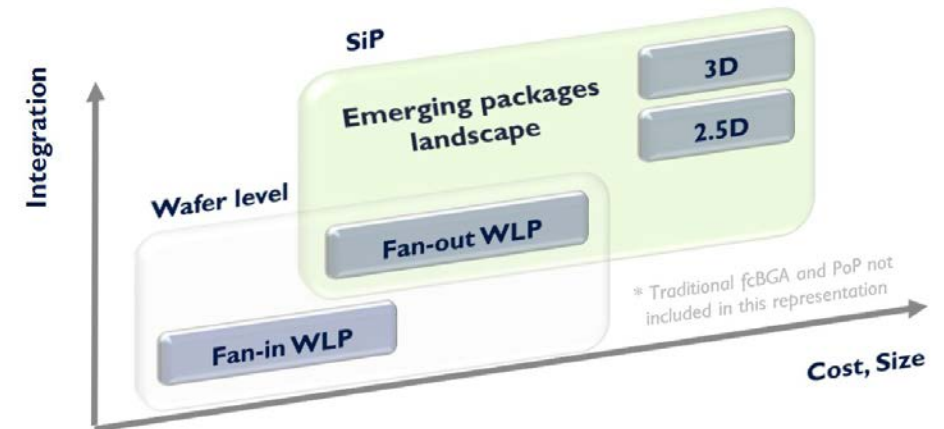 SiP
Integration
Emerging packages
landscape
3D
2.5D
Wafer level
Fan-out WLP
* Traditional fcBGA and PoP not
included in this representation
Fan-in WLP
Cost, Size